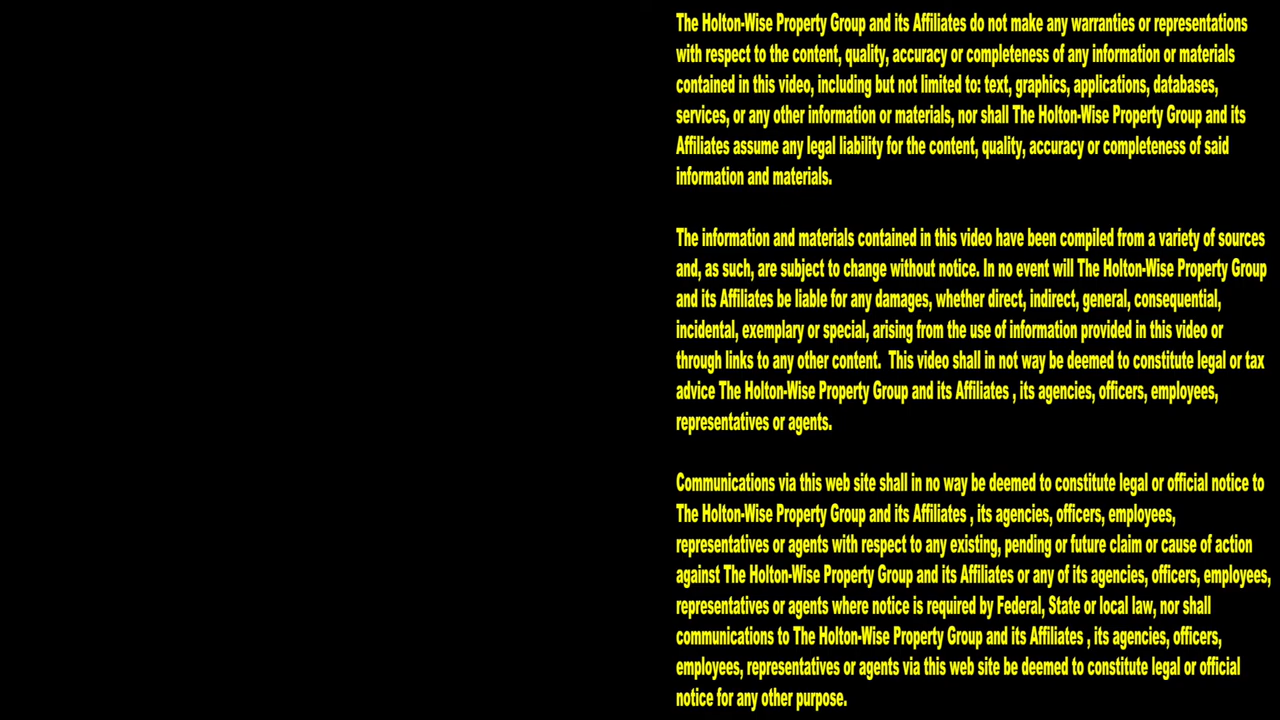 The Holton-Wise Property Group and its Affiliates do not make any warranties or representations
with respect to the content, quality, accuracy or completeness of any information or materials
contained in this video, including but not limited to: text, graphics, applications, databases,
services, or any other information or materials, nor shall The Holton-Wise Property Group and its
Affiliates assume any legal liability for the content, quality, accuracy or completeness of said
information and materials.
The information and materials contained in this video have been compiled from a variety of sources
and, as such, are subject to change without notice. In no event will The Holton-Wise Property Group
and its Affiliates be liable for any damages, whether direct, indirect, general, consequential,
incidental, exemplary or special, arising from the use of information provided in this video or
through links to any other content.  This video shall in not way be deemed to constitute legal or tax
advice The Holton-Wise Property Group and its Affiliates , its agencies, officers, employees,
representatives or agents.
Communications via this web site shall in no way be deemed to constitute legal or official notice to
The Holton-Wise Property Group and its Affiliates , its agencies, officers, employees,
representatives or agents with respect to any existing, pending or future claim or cause of action
against The Holton-Wise Property Group and its Affiliates or any of its agencies, officers, employees,
representatives or agents where notice is required by Federal, State or local law, nor shall
communications to The Holton-Wise Property Group and its Affiliates , its agencies, officers,
employees, representatives or agents via this web site be deemed to constitute legal or official
notice for any other purpose.